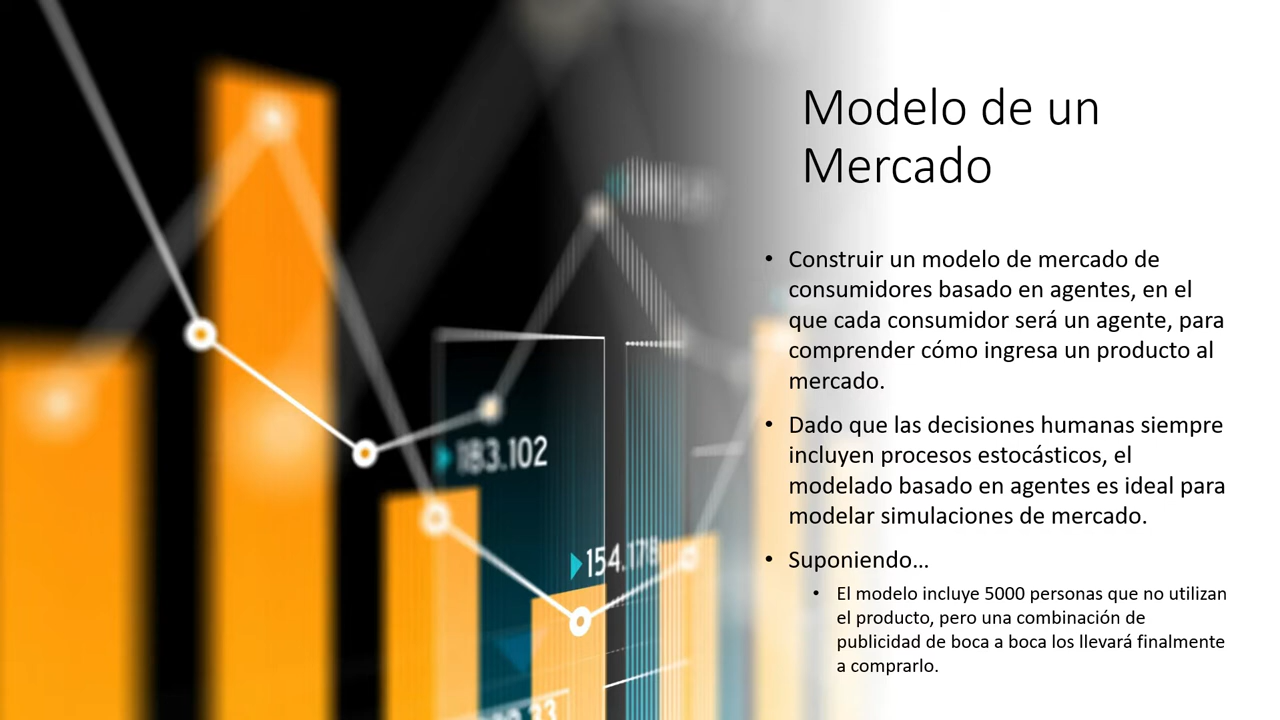 Modelo de un
Mercado
• Construir un modelo de mercado de
consumidores basado en agentes, en el
que cada consumidor será un agente, para
comprender cómo ingresa un producto al
mercado.
• Dado que las decisiones humanas siempre
incluyen procesos estocásticos, el
modelado basado en agentes es ideal para
modelar simulaciones de mercado.
• Suponiendo…
• El modelo incluye 5000 personas que no utilizan
el producto, pero una combinación de
publicidad de boca a boca los llevará finalmente
a comprarlo.
183.102
154.178